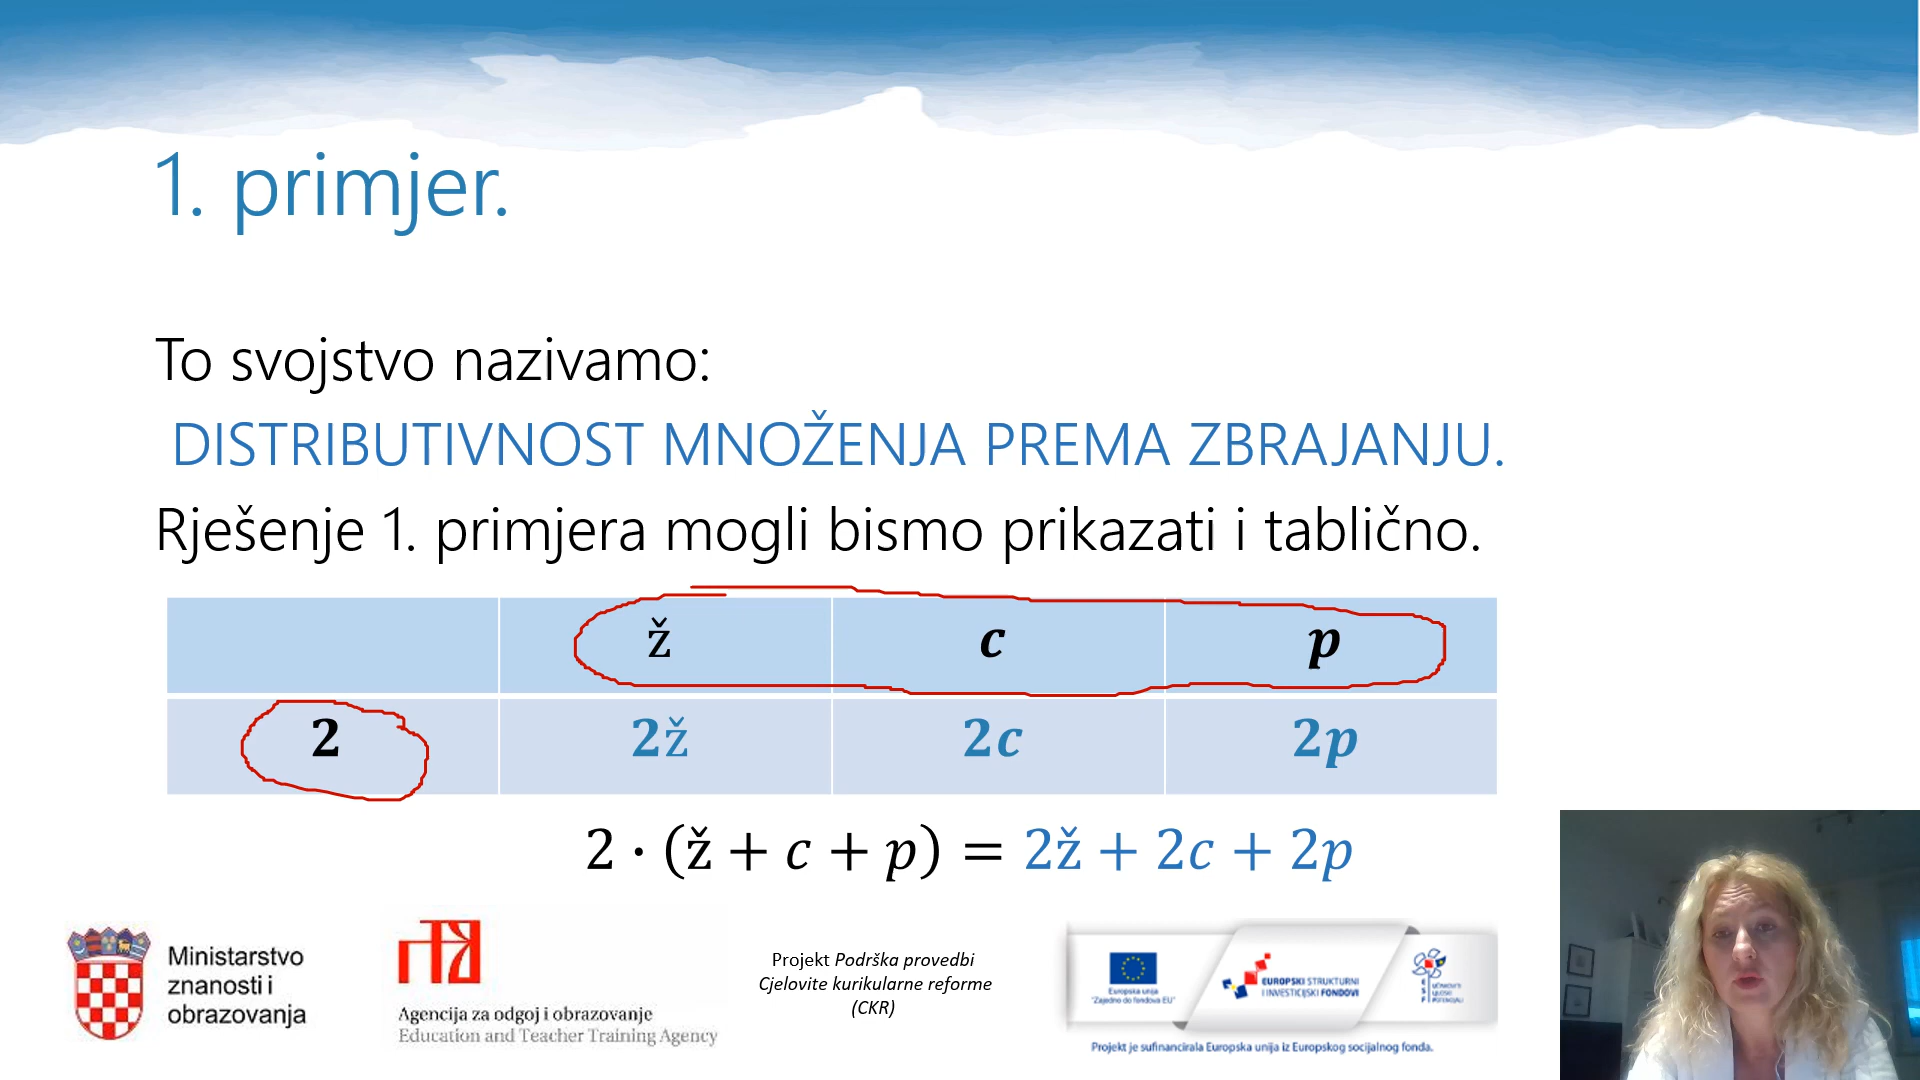 1. primjer.
To svojstvo nazivamo:
DISTRIBUTIVNOST MNOŽENJA PREMA ZBRAJANJU.
Rješenje 1. primjera mogli bismo prikazati i tablično.
ž c p
2 2ž 2c 2p
2 · (ž + c + p) = 2ž + 2c + 2p
Ministarstvo
znanosti i
obrazovanja
Agencija za odgoj i obrazovanje
Education and Teacher Training Agency
Projekt Podrška provedbi
Cjelovite kurikularne reforme
(CKR)
Europska unija
"Zajedno do fondova EU"
EUROPSKI STRUKTURNI
I INVESTICIJSKI FONDOVI
Projekt je sufinancirala Europska unija iz Europskog socijalnog fonda.